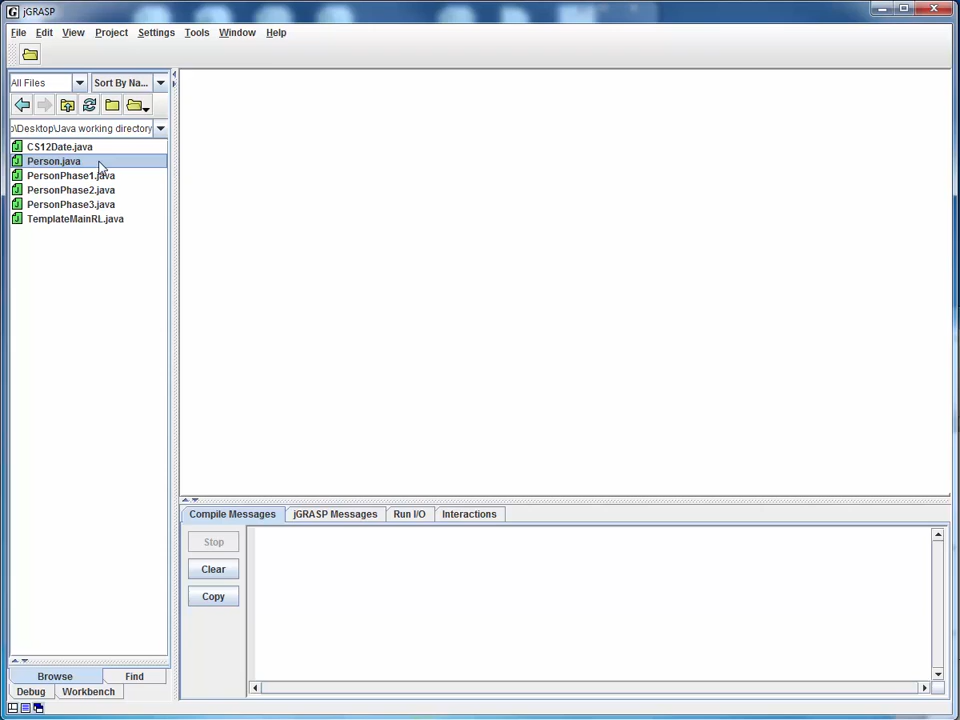 jGRASP
File Edit View Project Settings Tools Window Help
All Files Sort By Na...
\Desktop\Java working directory
CS12Date.java
Person.java
PersonPhase1.java
PersonPhase2.java
PersonPhase3.java
TemplateMainRL.java
Compile Messages jGRASP Messages Run I/O Interactions
Stop
Clear
Copy
Browse Find
Debug Workbench